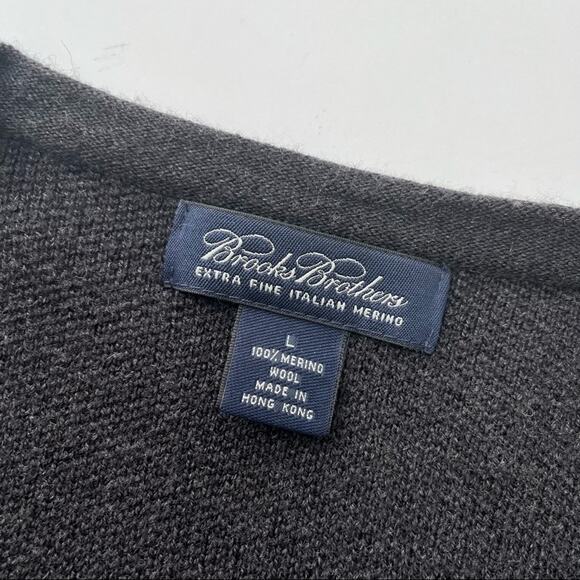 Brooks Brothers
EXTRA FINE ITALIAN MERINO
L
100% MERINO
WOOL
MADE IN
HONG KONG